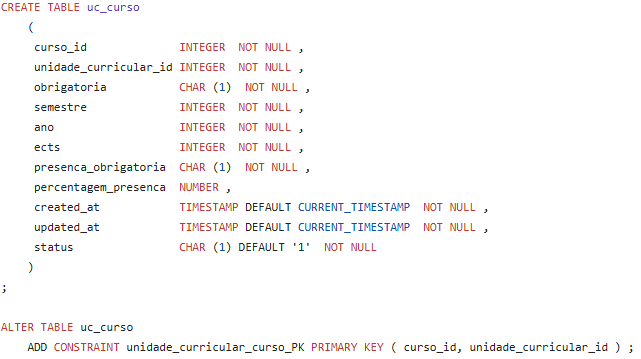 CREATE TABLE uc_curso
(
curso_id INTEGER NOT NULL ,
unidade_curricular_id INTEGER NOT NULL ,
obrigatoria CHAR (1) NOT NULL ,
semestre INTEGER NOT NULL ,
ano INTEGER NOT NULL ,
ects INTEGER NOT NULL ,
presenca_obrigatoria CHAR (1) NOT NULL ,
percentagem_presenca NUMBER ,
created_at TIMESTAMP DEFAULT CURRENT_TIMESTAMP NOT NULL ,
updated_at TIMESTAMP DEFAULT CURRENT_TIMESTAMP NOT NULL ,
status CHAR (1) DEFAULT '1' NOT NULL
)
;
ALTER TABLE uc_curso
ADD CONSTRAINT unidade_curricular_curso_PK PRIMARY KEY ( curso_id, unidade_curricular_id ) ;